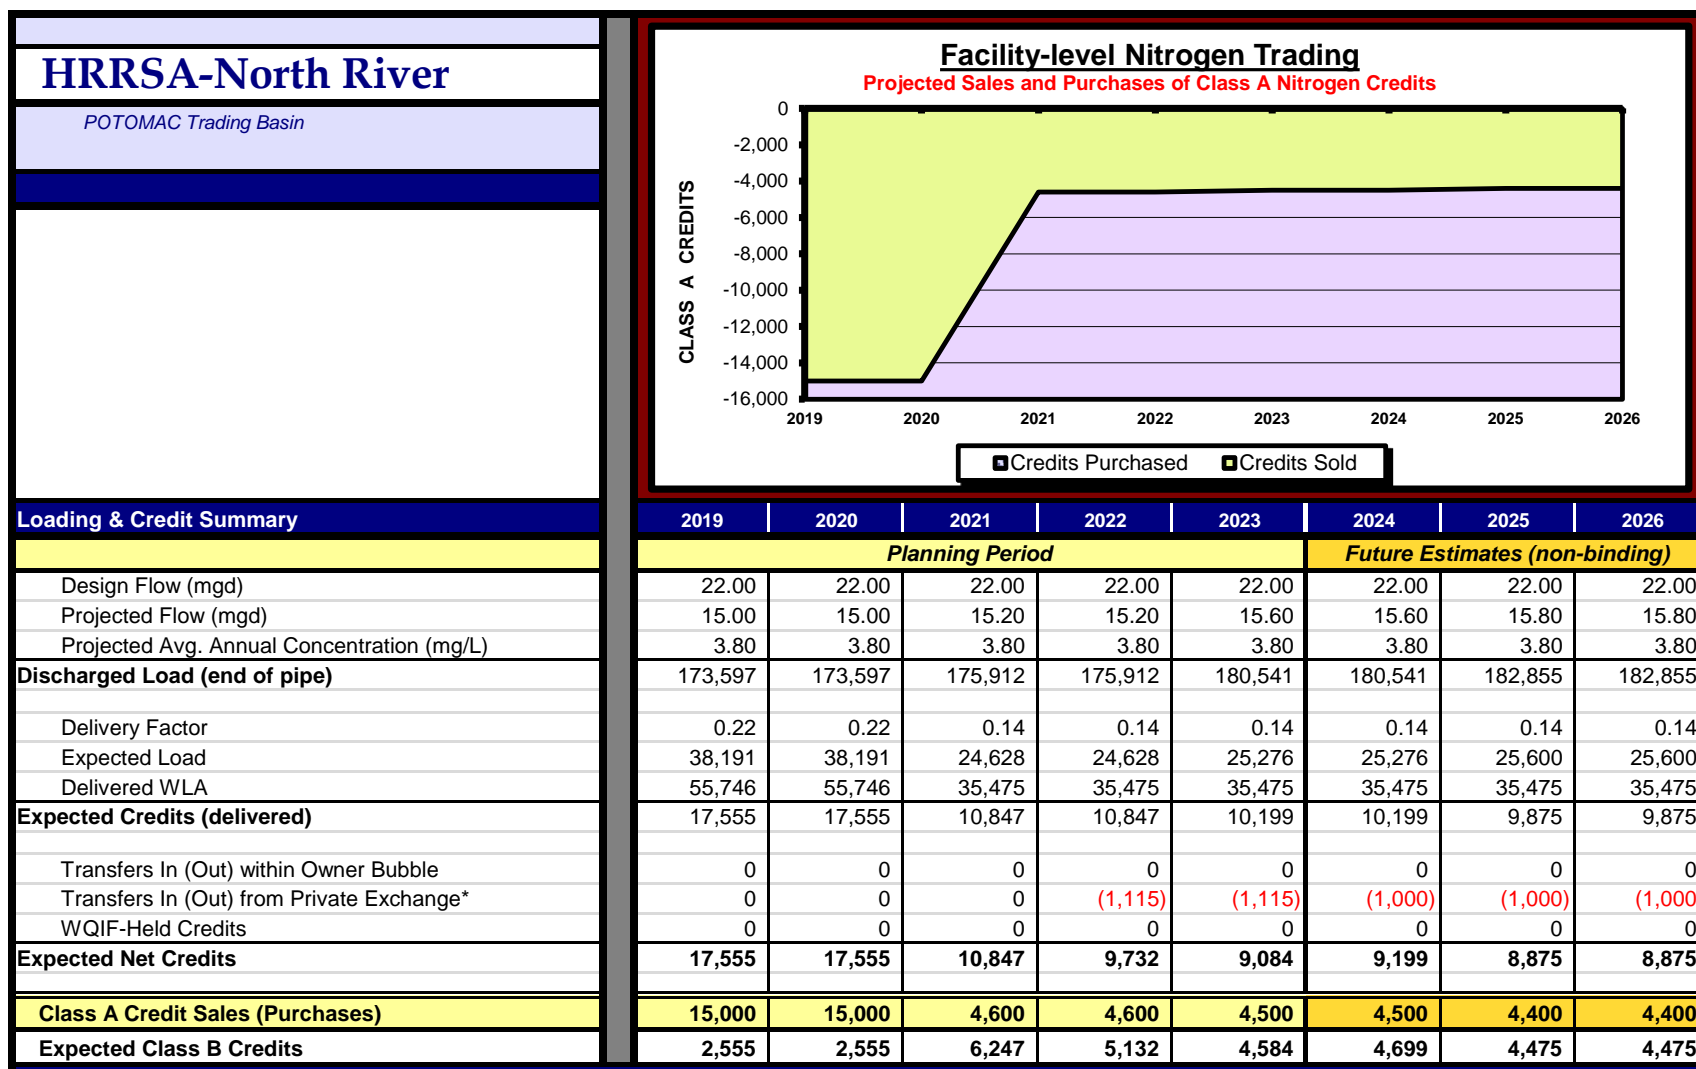 HRRSA-North River
POTOMAC Trading Basin
Facility-level Nitrogen Trading
Projected Sales and Purchases of Class A Nitrogen Credits
CLASS A CREDITS
0
-2,000
-4,000
-6,000
-8,000
-10,000
-12,000
-14,000
-16,000
2019 2020 2021 2022 2023 2024 2025 2026
Credits Purchased Credits Sold
Loading & Credit Summary 2019 2020 2021 2022 2023 2024 2025 2026
Planning Period Future Estimates (non-binding)
Design Flow (mgd) 22.00 22.00 22.00 22.00 22.00 22.00 22.00 22.00
Projected Flow (mgd) 15.00 15.00 15.20 15.20 15.60 15.60 15.80 15.80
Projected Avg. Annual Concentration (mg/L) 3.80 3.80 3.80 3.80 3.80 3.80 3.80 3.80
Discharged Load (end of pipe) 173,597 173,597 175,912 175,912 180,541 180,541 182,855 182,855
Delivery Factor 0.22 0.22 0.14 0.14 0.14 0.14 0.14 0.14
Expected Load 38,191 38,191 24,628 24,628 25,276 25,276 25,600 25,600
Delivered WLA 55,746 55,746 35,475 35,475 35,475 35,475 35,475 35,475
Expected Credits (delivered) 17,555 17,555 10,847 10,847 10,199 10,199 9,875 9,875
Transfers In (Out) within Owner Bubble 0 0 0 0 0 0 0 0
Transfers In (Out) from Private Exchange* 0 0 0 (1,115) (1,115) (1,000) (1,000) (1,000
WQIF-Held Credits 0 0 0 0 0 0 0 0
Expected Net Credits 17,555 17,555 10,847 9,732 9,084 9,199 8,875 8,875
Class A Credit Sales (Purchases) 15,000 15,000 4,600 4,600 4,500 4,500 4,400 4,400
Expected Class B Credits 2,555 2,555 6,247 5,132 4,584 4,699 4,475 4,475